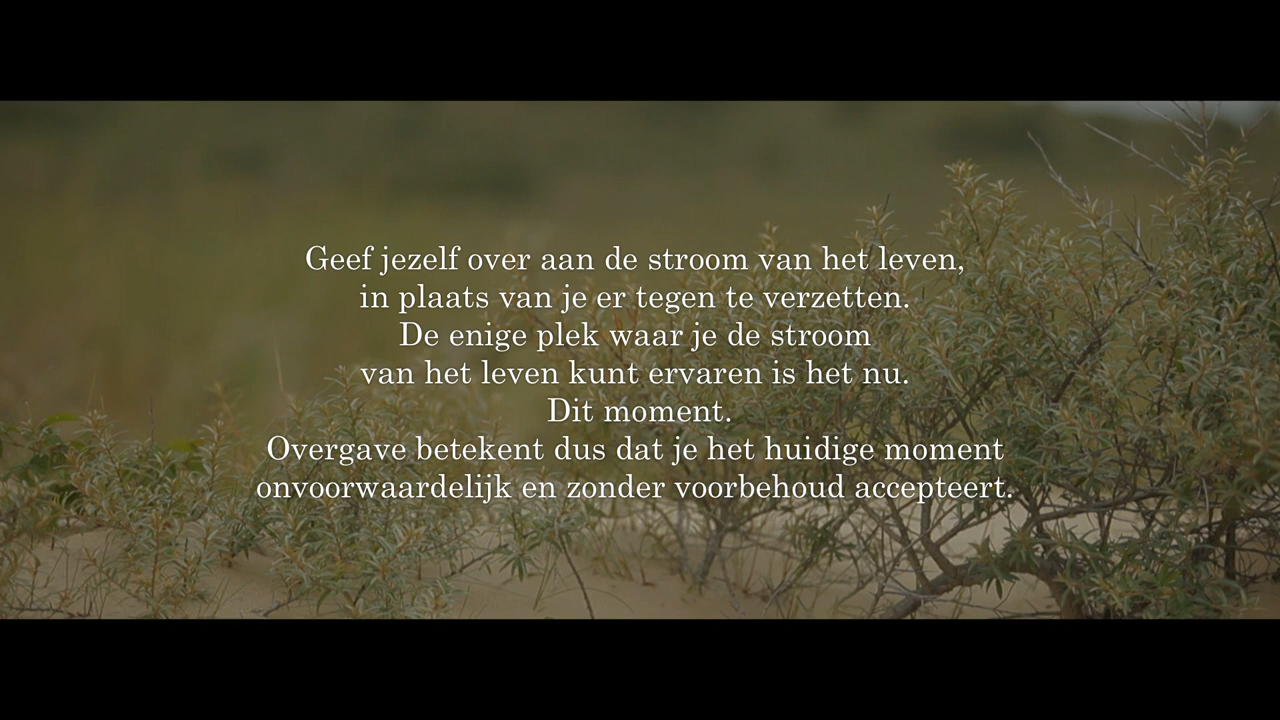 Geef jezelf over aan de stroom van het leven,
in plaats van je er tegen te verzetten.
De enige plek waar je de stroom
van het leven kunt ervaren is het nu.
Dit moment.
Overgave betekent dus dat je het huidige moment
onvoorwaardelijk en zonder voorbehoud accepteert.